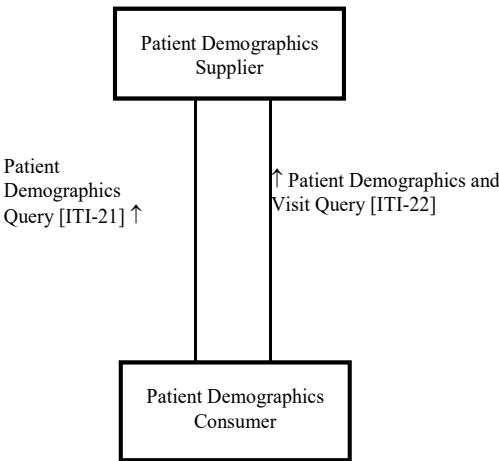 Patient Demographics
Supplier
Patient
Demographics
Query [ITI-21] ↑
↑ Patient Demographics and
Visit Query [ITI-22]
Patient Demographics
Consumer